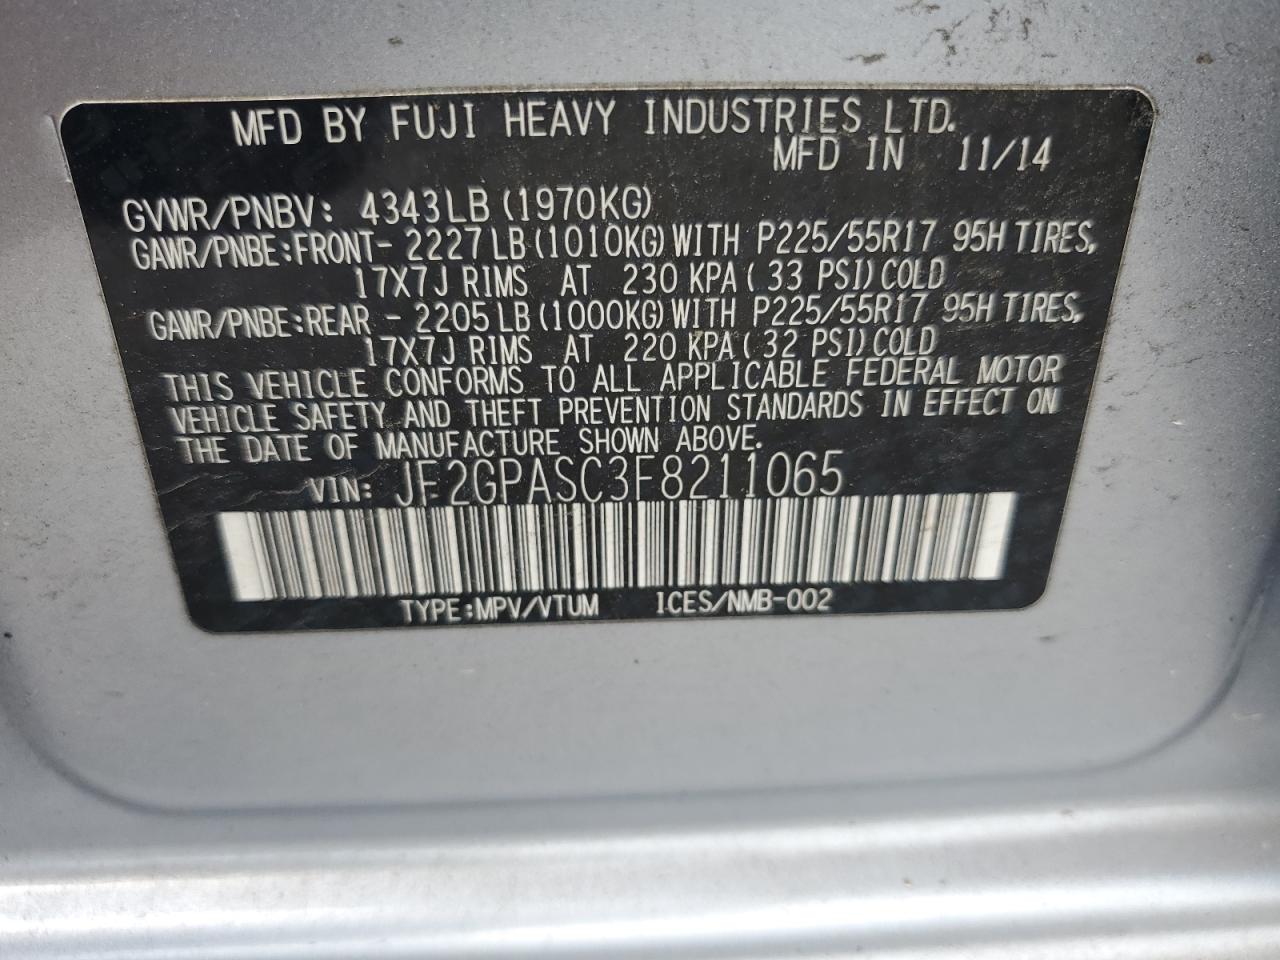 MFD BY FUJI HEAVY INDUSTRIES LTD.
MFD IN 11/14
GVWR/PNBV: 4343LB (1970KG)
GAWR/PNBE:FRONT- 2227LB(1010KG)WITH P225/55R17 95H TIRES,
17X7J RIMS AT 230 KPA( 33 PSI)COLD
GAWR/PNBE:REAR - 2205LB(1000KG)WITH P225/55R17 95H TIRES,
17X7J RIMS AT 220 KPA( 32 PSI)COLD
THIS VEHICLE CONFORMS TO ALL APPLICABLE FEDERAL MOTOR
VEHICLE SAFETY AND THEFT PREVENTION STANDARDS IN EFFECT ON
THE DATE OF MANUFACTURE SHOWN ABOVE.
VIN: JF2GPASC3F8211065
TYPE:MPV/VTUM ICES/NMB-002